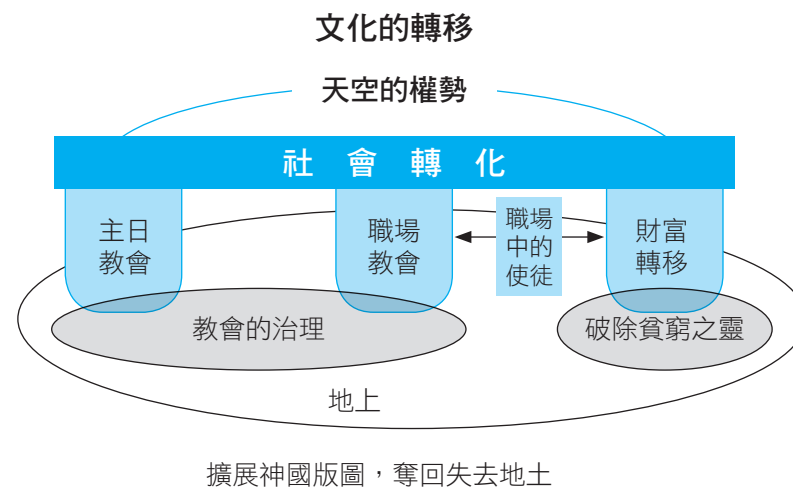 文化的轉移
天空的權勢
社會轉化
主日
教會
職場
教會
職場
中的
使徒
財富
轉移
教會的治理
破除貧窮之靈
地上
擴展神國版圖，奪回失去地土